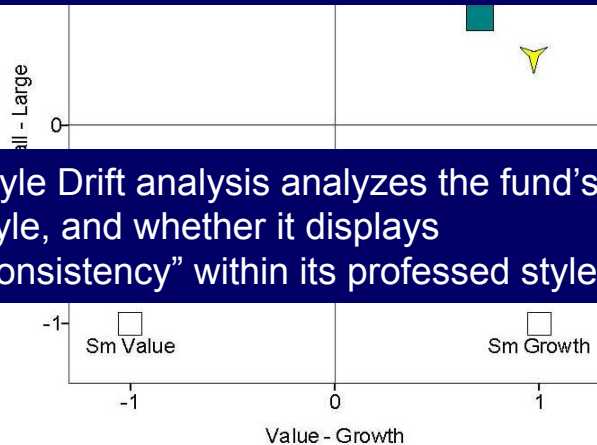 all - Large
0
yle Drift analysis analyzes the fund's
yle, and whether it displays
onsistency” within its professed style
-1
Sm Value
Sm Growth
-1
0
1
Value - Growth